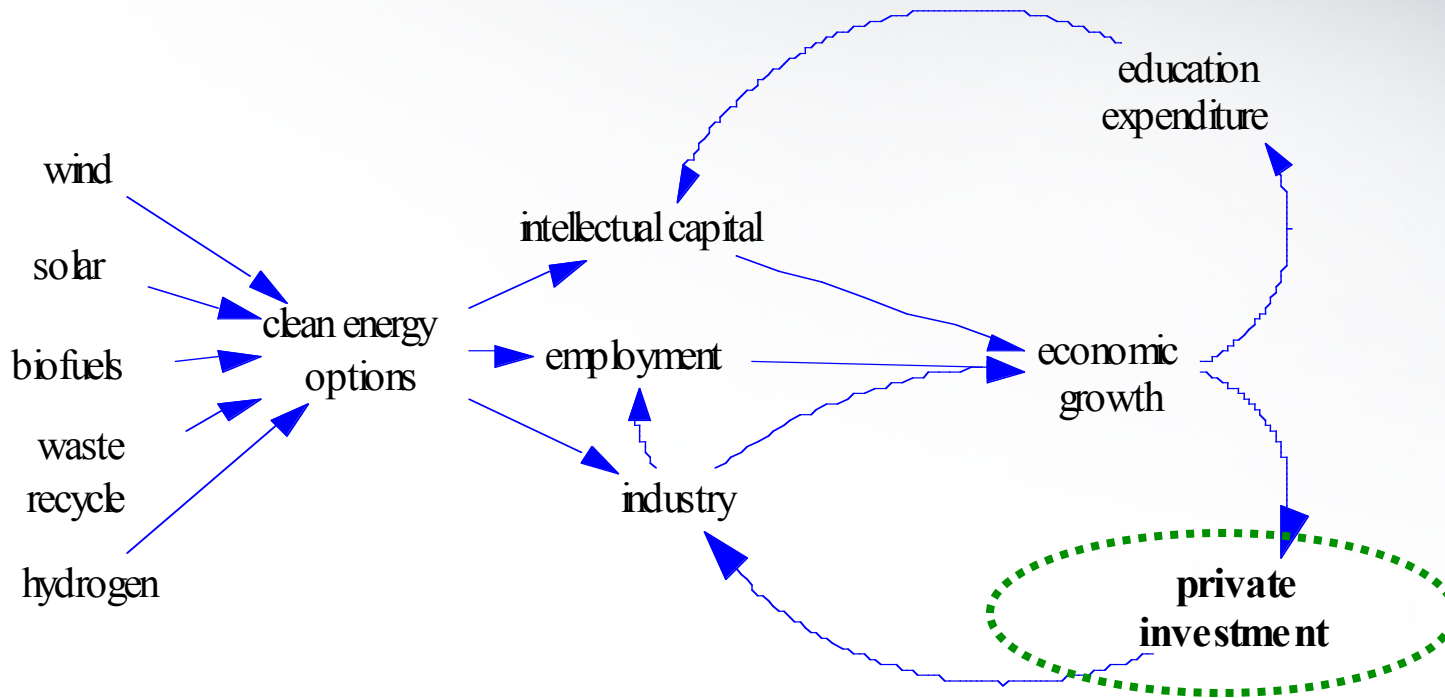 education
expenditure
wind
intellectual capital
solar
clean energy
options
biofuels
employment
economic
growth
waste
recycle
industry
hydrogen
private
investment